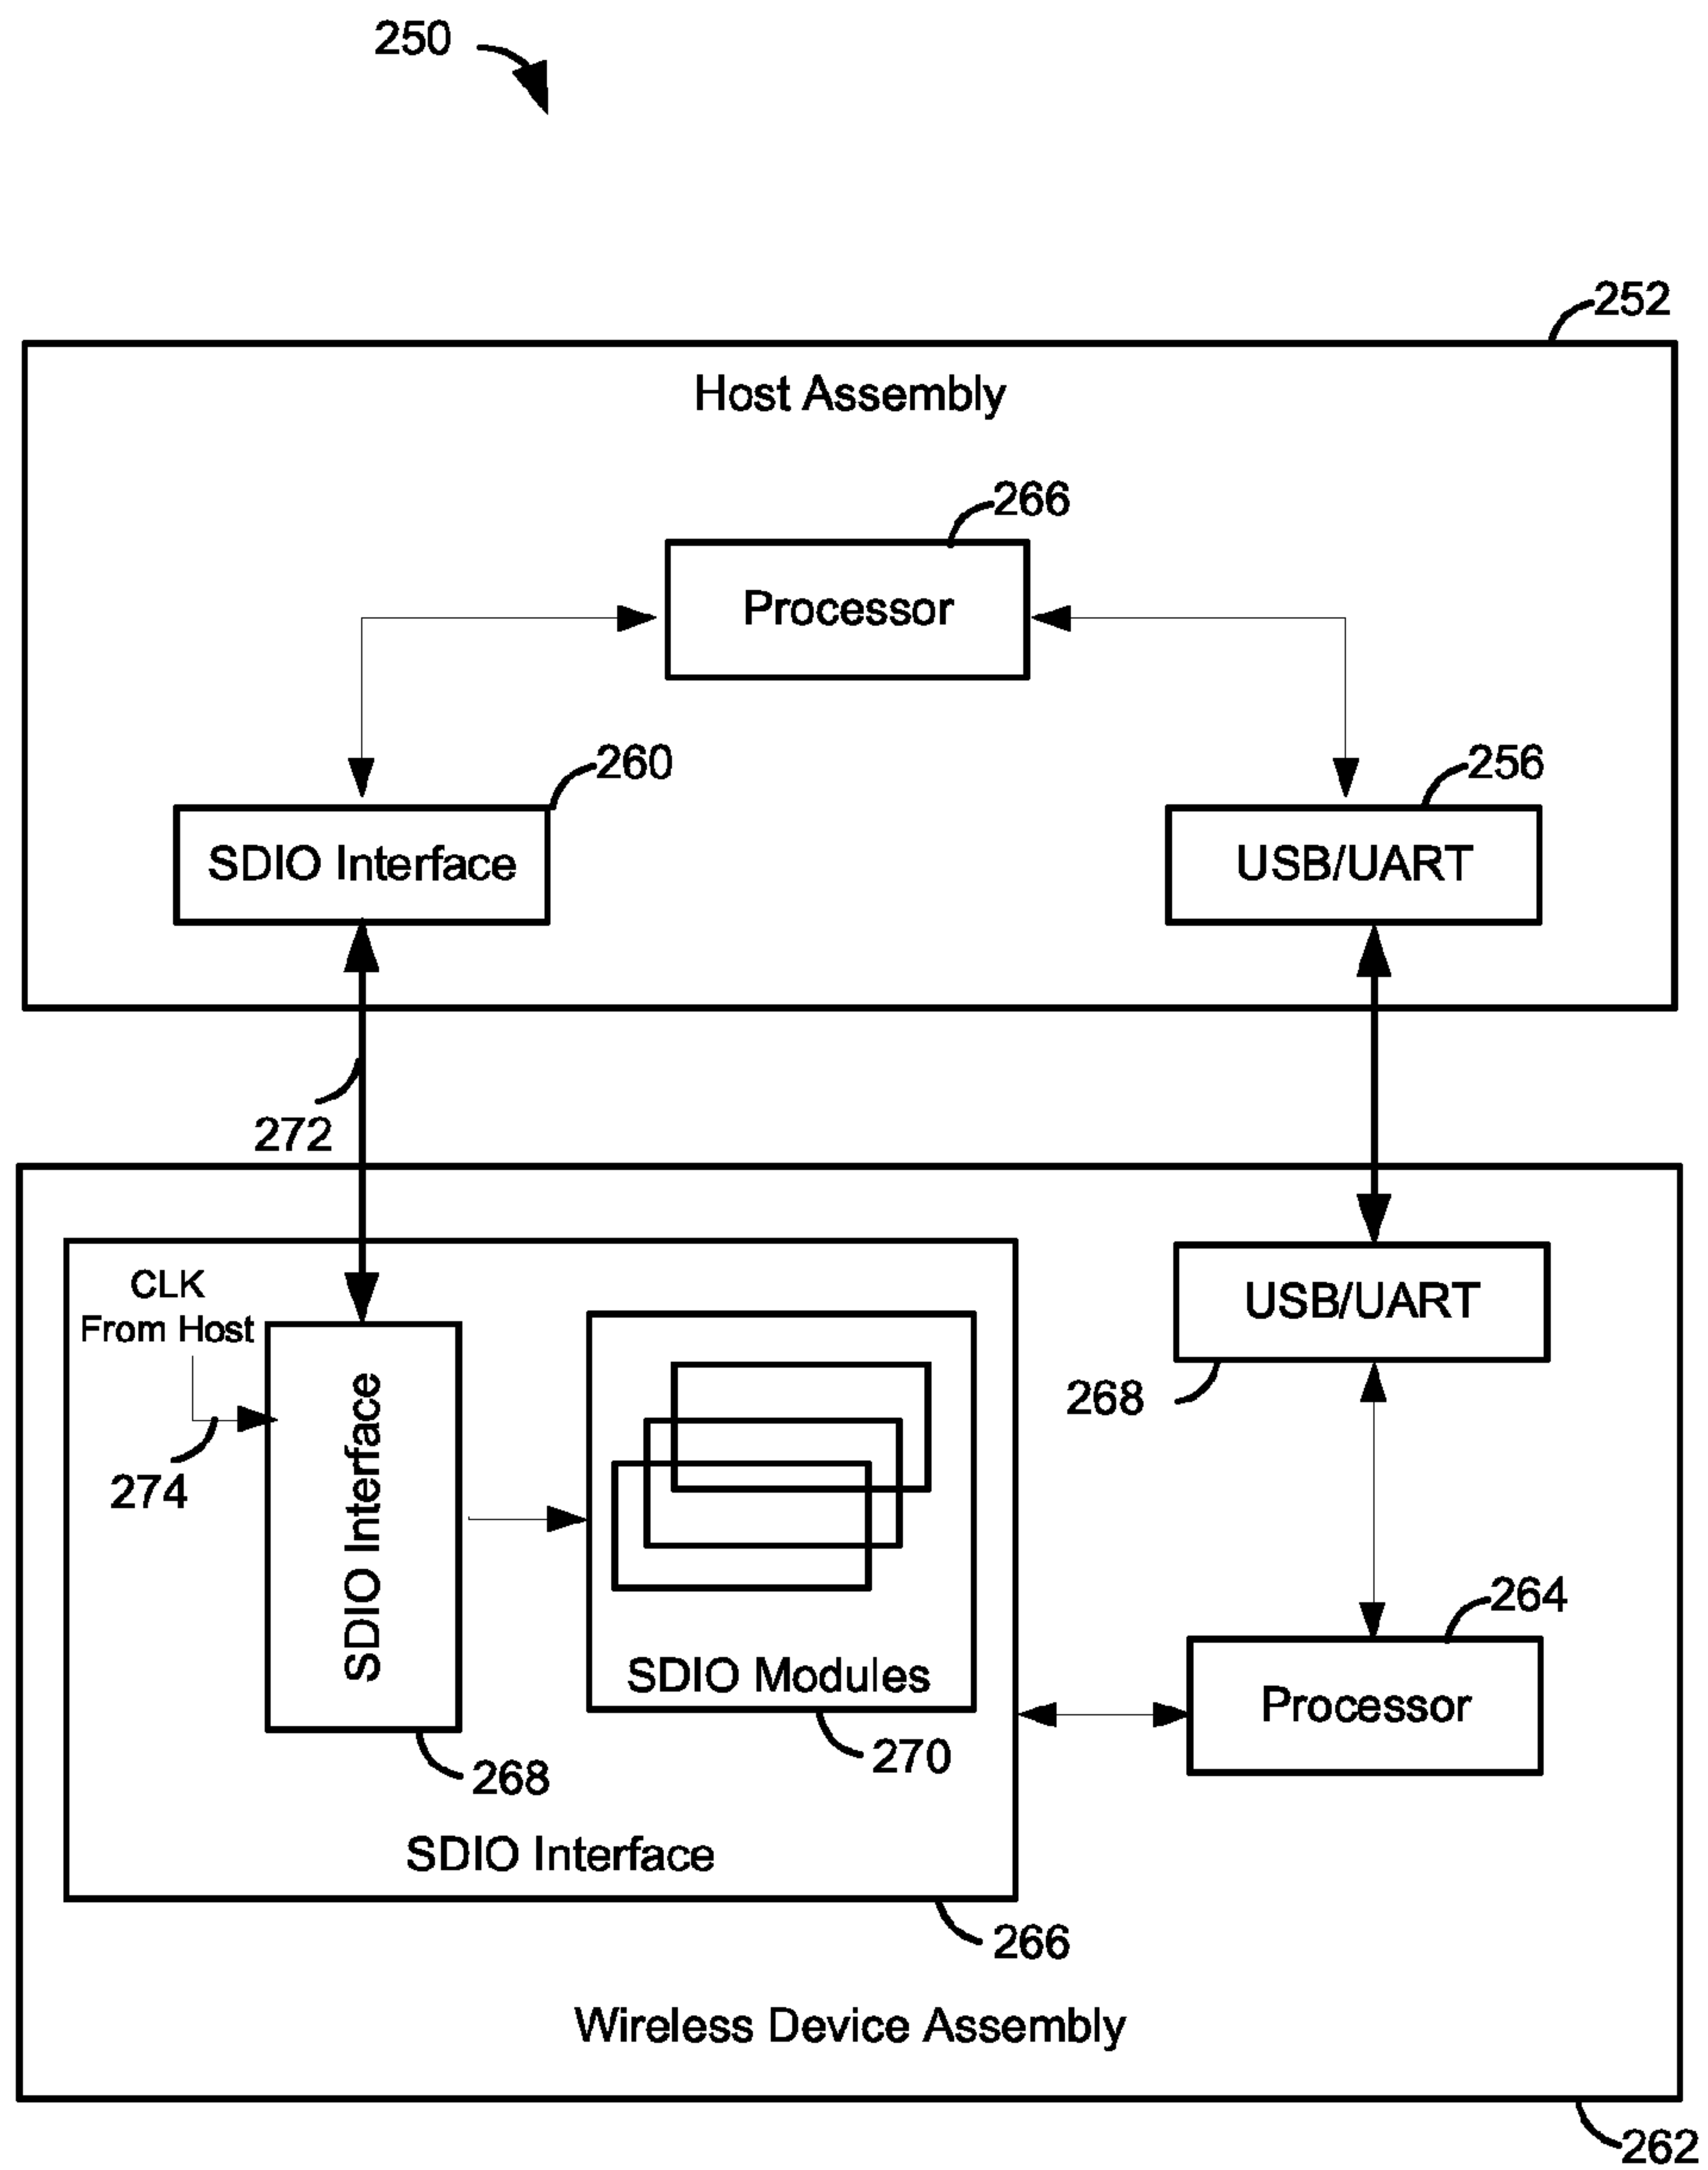 250
252
Host Assembly
266
Processor
260
256
SDIO Interface
USB/UART
272
CLK
From Host
USB/UART
268
SDIO Interface
274
264
SDIO Modules
Processor
270
268
SDIO Interface
266
Wireless Device Assembly
262